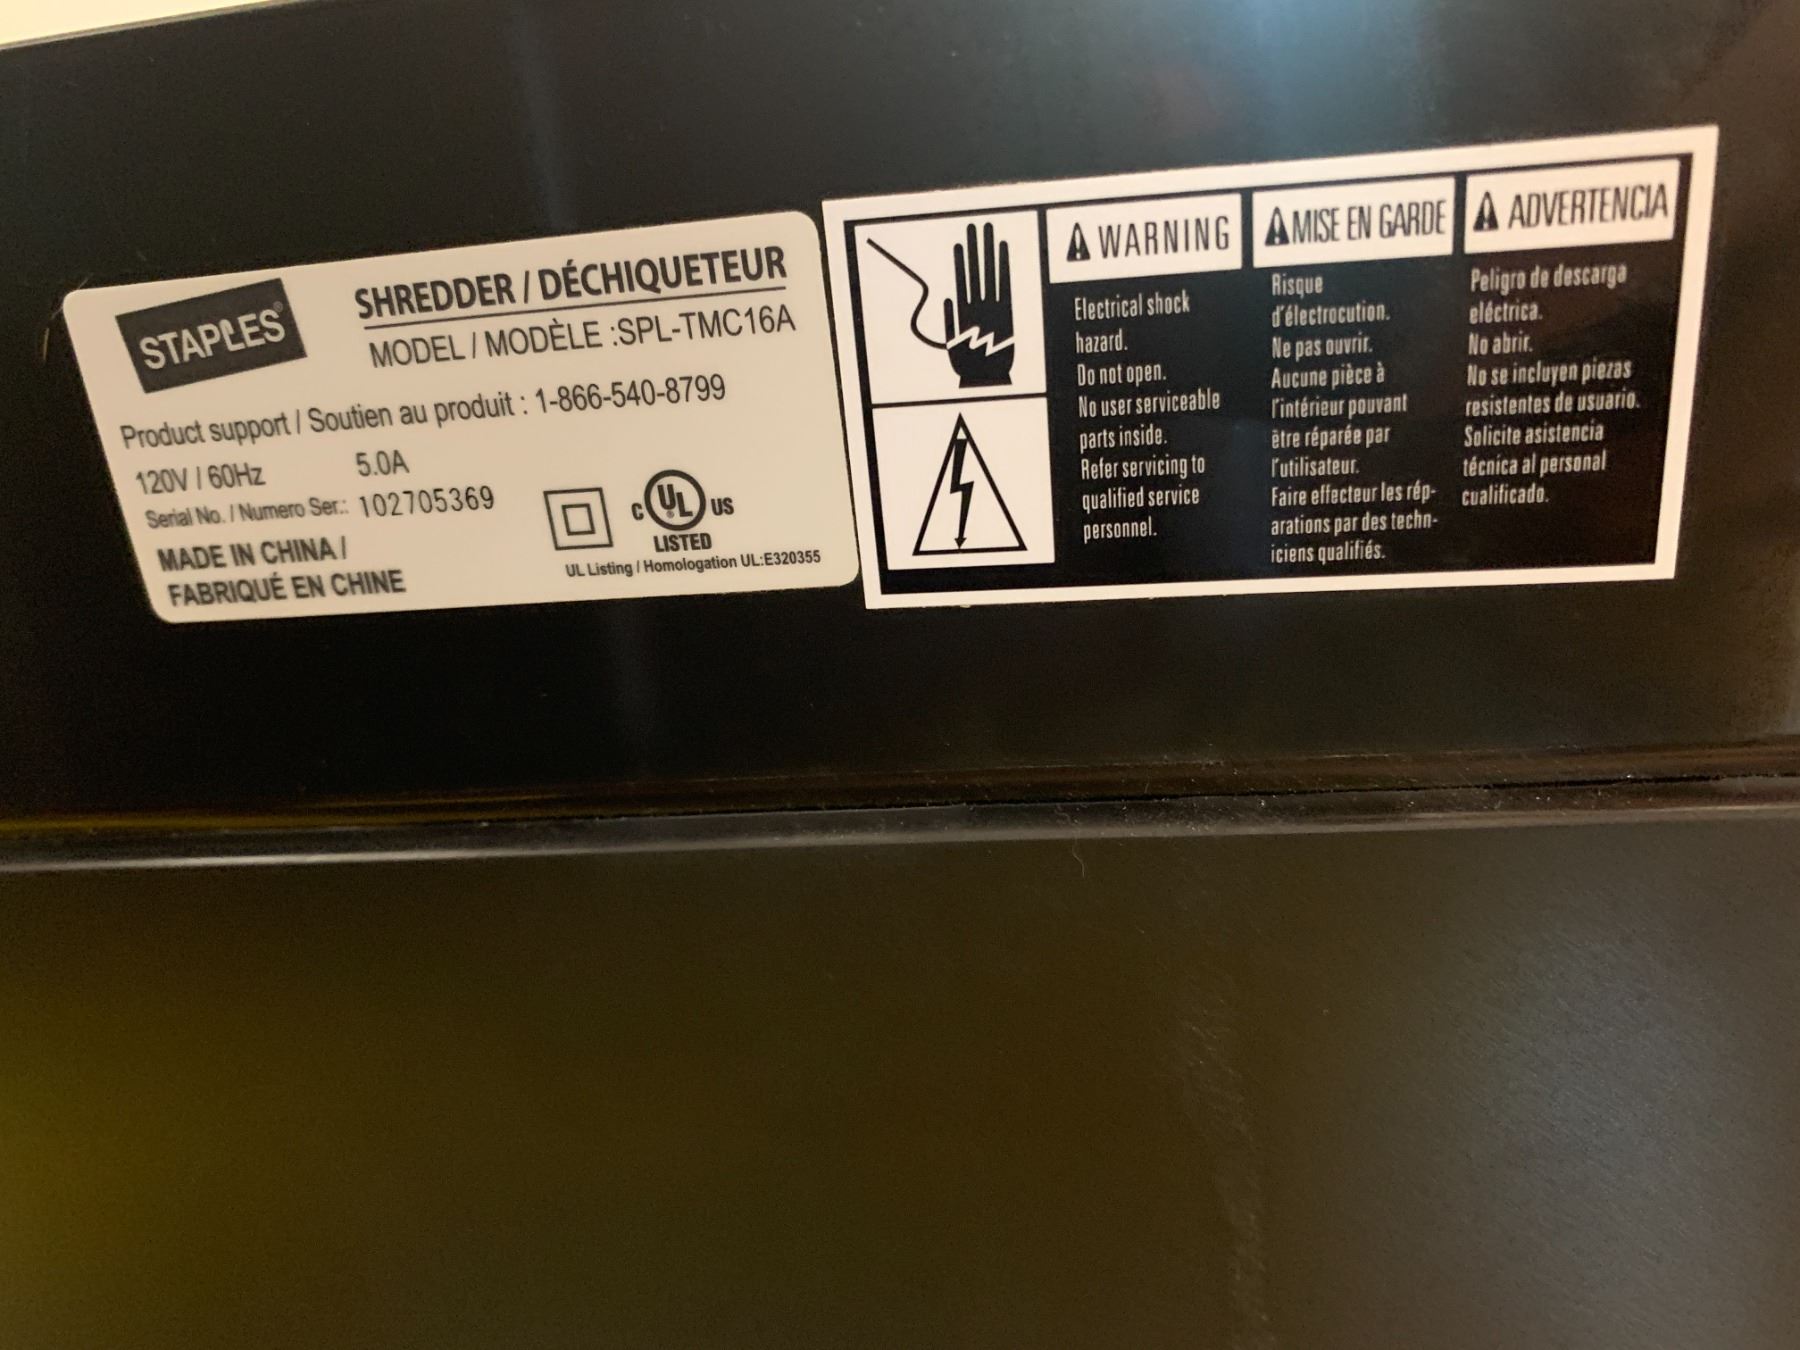 STAPLES®
SHREDDER / DÉCHIQUETEUR
MODEL / MODÈLE :SPL-TMC16A
Product support / Soutien au produit : 1-866-540-8799
120V / 60Hz 5.0A
Serial No. / Numero Ser.: 102705369
MADE IN CHINA /
FABRIQUÉ EN CHINE
C UL US
LISTED
UL Listing / Homologation UL:E320355
WARNING
Electrical shock
hazard.
Do not open.
No user serviceable
parts inside.
Refer servicing to
qualified service
personnel.
MISE EN GARDE
Risque
d'électrocution.
Ne pas ouvrir.
Aucune pièce à
l'intérieur pouvant
être réparée par
l'utilisateur.
Faire effecteur les rép-
arations par des techn-
iciens qualifiés.
ADVERTENCIA
Peligro de descarga
eléctrica.
No abrir.
No se incluyen piezas
resistentes de usuario.
Solicite asistencia
técnica al personal
cualificado.